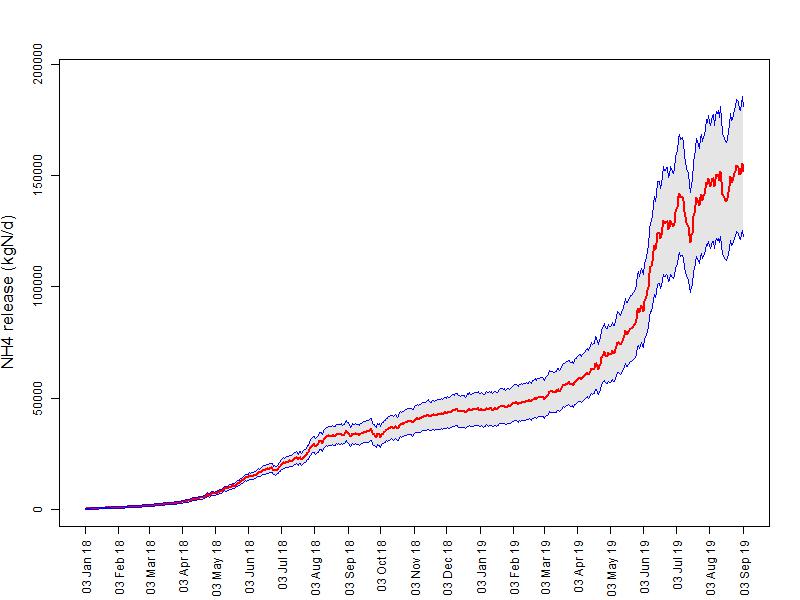 NH4 release (kgN/d)
200000
150000
100000
50000
0
03 Jan 18
03 Feb 18
03 Mar 18
03 Apr 18
03 May 18
03 Jun 18
03 Jul 18
03 Aug 18
03 Sep 18
03 Oct 18
03 Nov 18
03 Dec 18
03 Jan 19
03 Feb 19
03 Mar 19
03 Apr 19
03 May 19
03 Jun 19
03 Jul 19
03 Aug 19
03 Sep 19